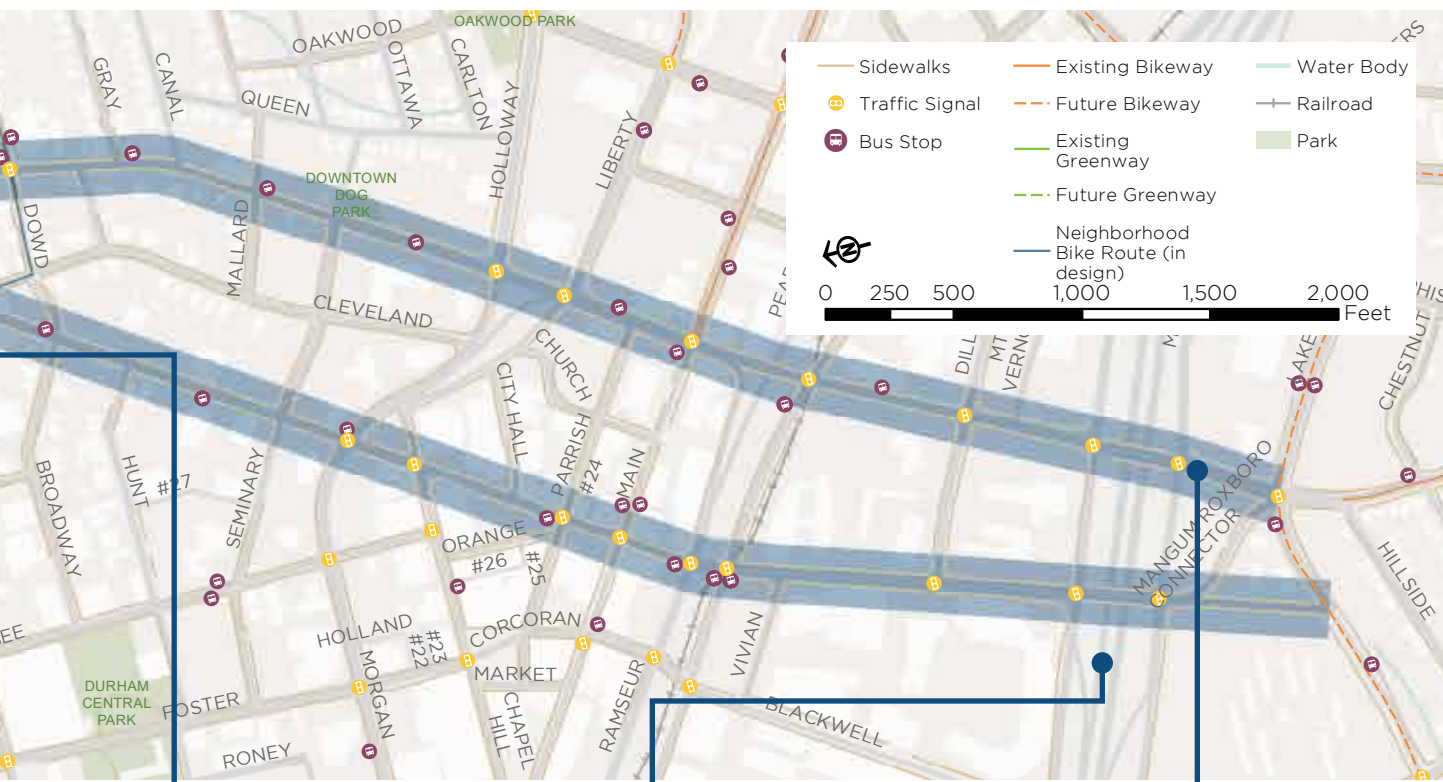 OAKWOOD PARK
OAKWOOD
OTTAWA
CARLTON
GRAY
CANAL
QUEEN
HOLLOWAY
LIBERTY
Sidewalks
Traffic Signal
Bus Stop
Existing Bikeway
Future Bikeway
Existing
Greenway
Future Greenway
Neighborhood
Bike Route (in
design)
Water Body
Railroad
Park
N
0 250 500 1,000 1,500 2,000
Feet
DOWNTOWN
DOG
PARK
DOWD
MALLARD
CLEVELAND
CHURCH
CITY HALL
PARRISH
#24
MAIN
DILL
MT
VERN
LAKE
CHESTNUT
BROADWAY
HUNT
#27
SEMINARY
ORANGE
#26
#25
MANGUM ROXBORO
CONNECTOR
HILLSIDE
HOLLAND
#22
#23
CORCORAN
MARKET
MORGAN
CHAPEL
HILL
RAMSEUR
VIVIAN
BLACKWELL
DURHAM
CENTRAL
PARK
FOSTER
RONEY